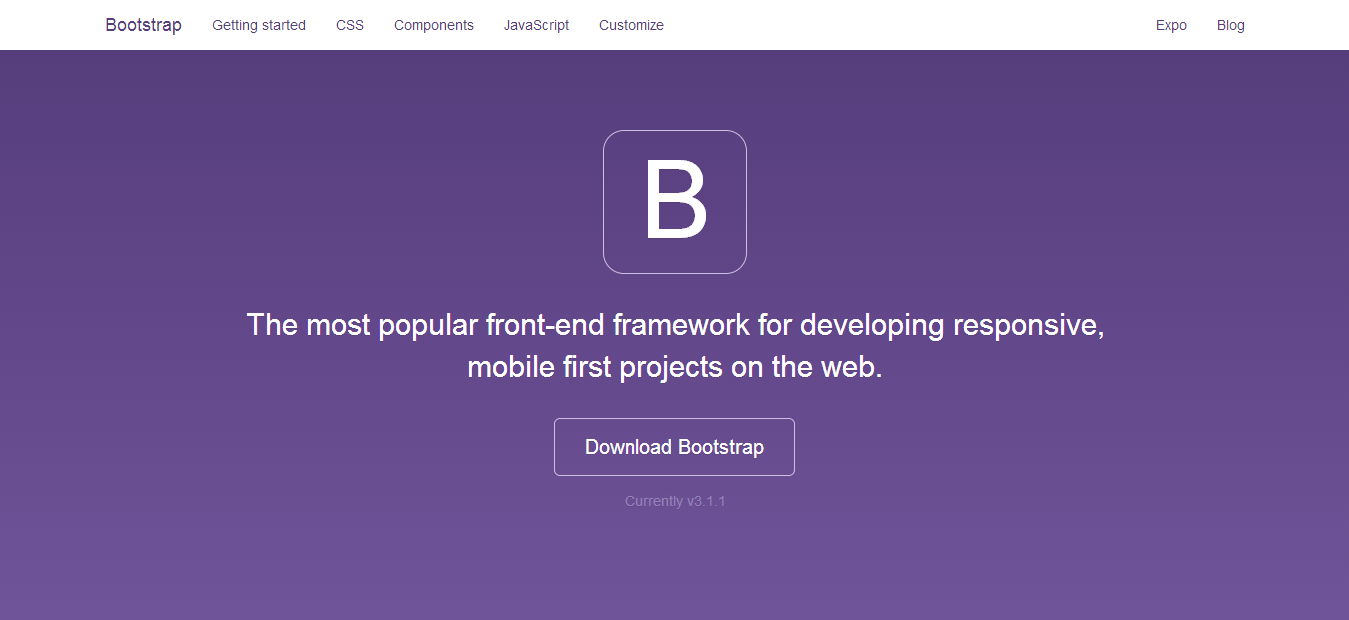 Bootstrap Getting started CSS Components JavaScript Customize Expo Blog
B
The most popular front-end framework for developing responsive,
mobile first projects on the web.
Download Bootstrap
Currently v3.1.1